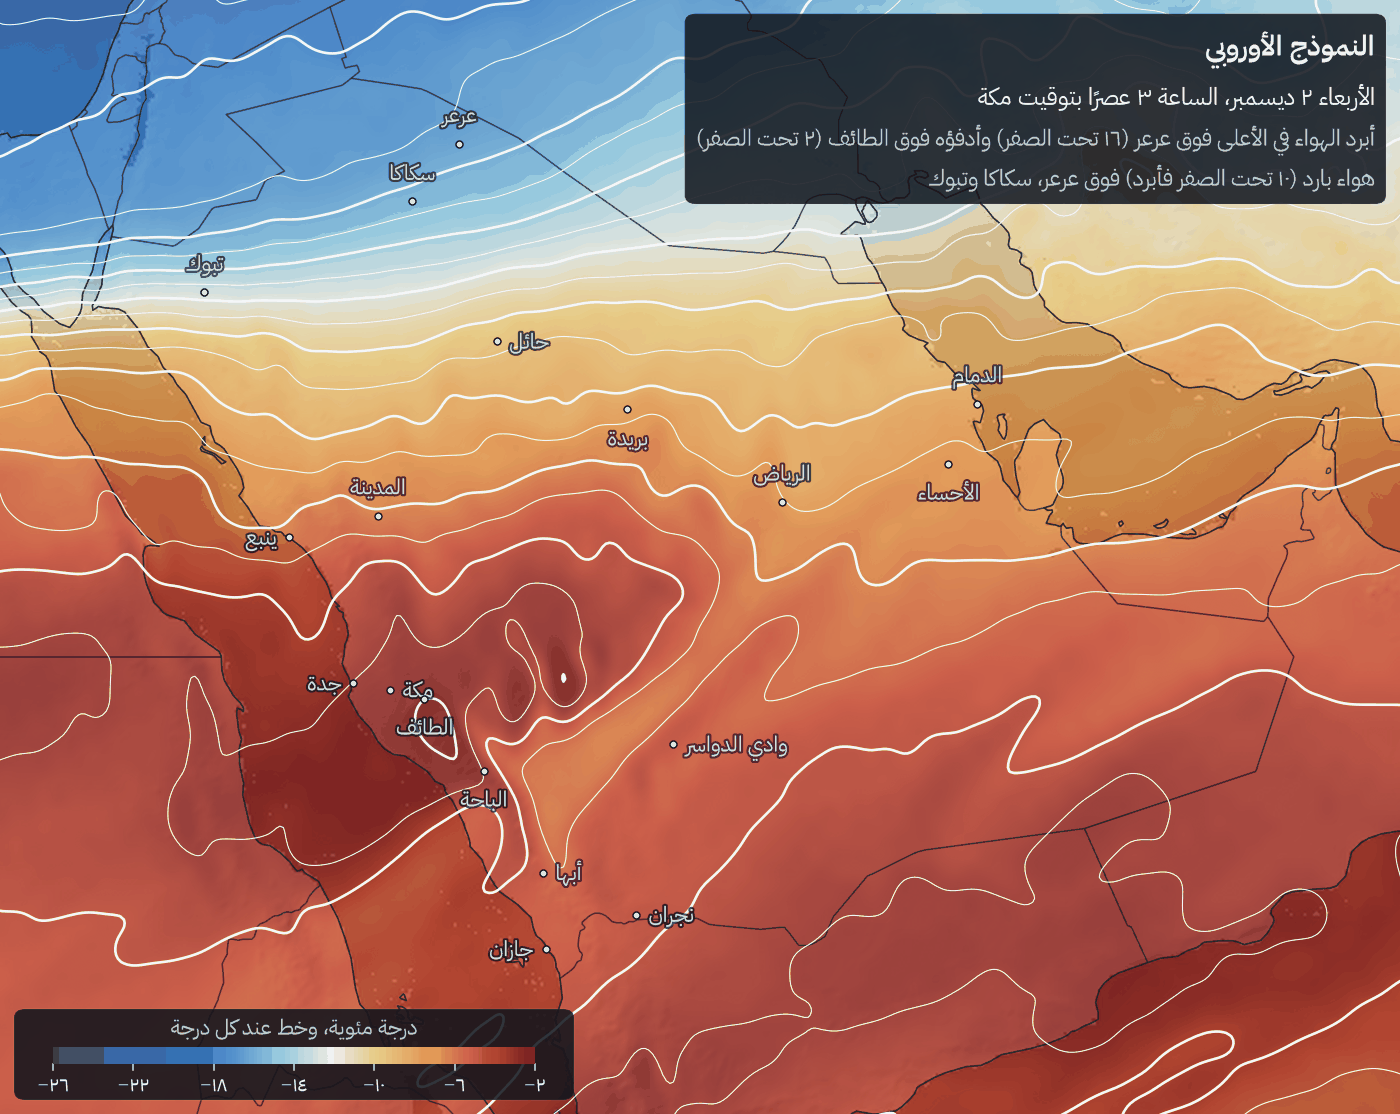 النموذج الأوروبي
الأربعاء ٢ ديسمبر، الساعة ٣ عصرًا بتوقيت مكة
أبرد الهواء في الأعلى فوق عرعر (١٦ تحت الصفر) وأدفؤه فوق الطائف (٢ تحت الصفر)
هواء بارد (١٠ تحت الصفر فأبرد) فوق عرعر، سكاكا وتبوك
عرعر
سكاكا
تبوك
حائل
الدمام
بريدة
الرياض
الأحساء
المدينة
ينبع
جدة
مكة
الطائف
وادي الدواسر
الباحة
أبها
نجران
جازان
درجة مئوية، وخط عند كل درجة
−٢٦ −٢٢ −١٨ −١٤ −١٠ −٦ −٢